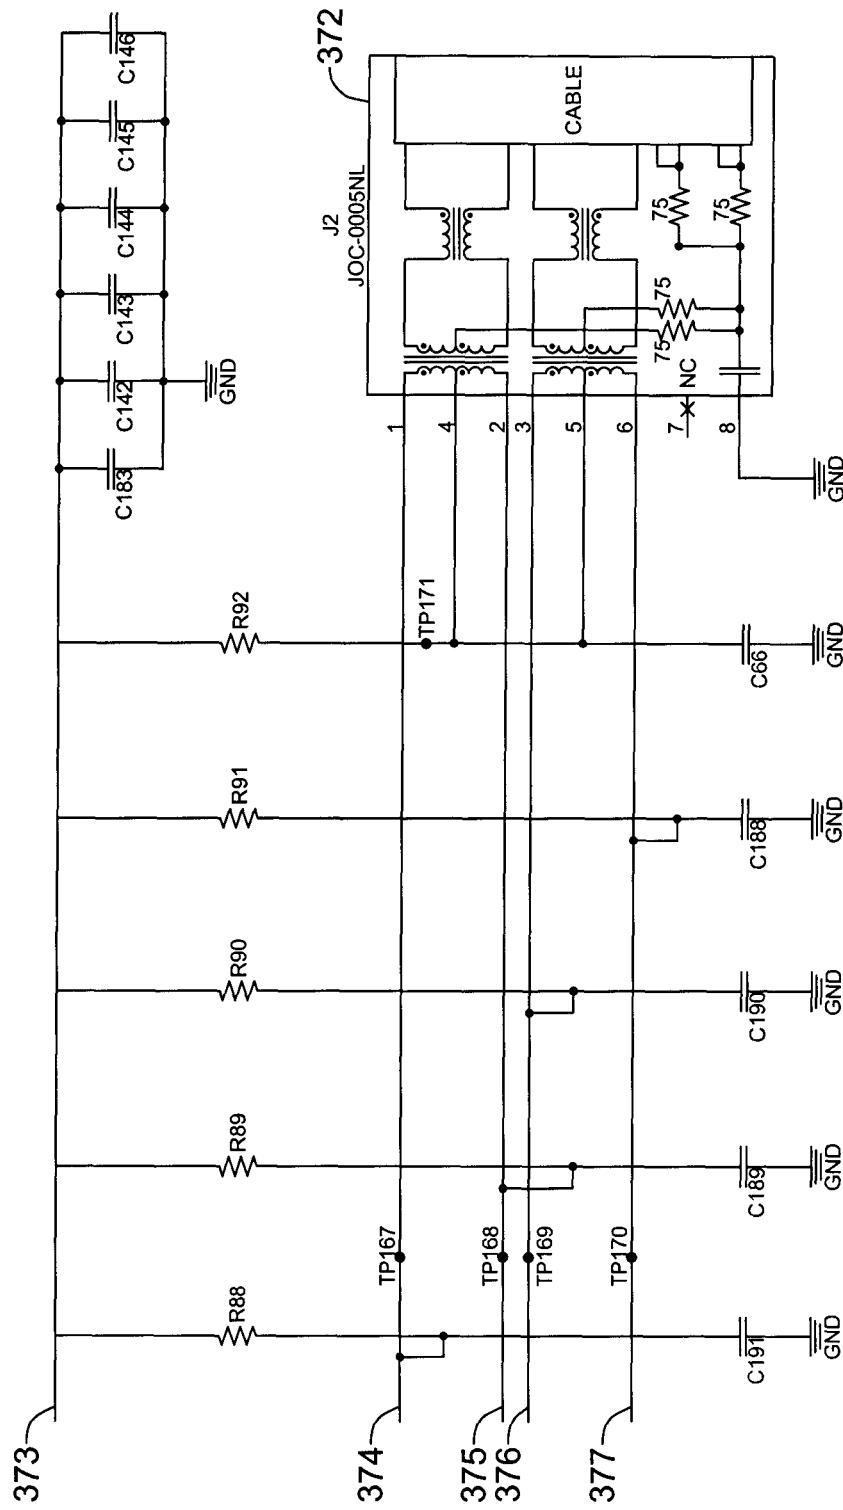 C146
C145
C144
C143
C142
C183
GND
372
J2
JOC-0005NL
CABLE
75
75
75
75
NC
1
4
2
3
5
6
7
8
GND
R92
TP171
C66
GND
R91
C188
GND
R90
C190
GND
R89
C189
GND
TP167
TP168
TP169
TP170
R88
C191
GND
373
374
375
376
377